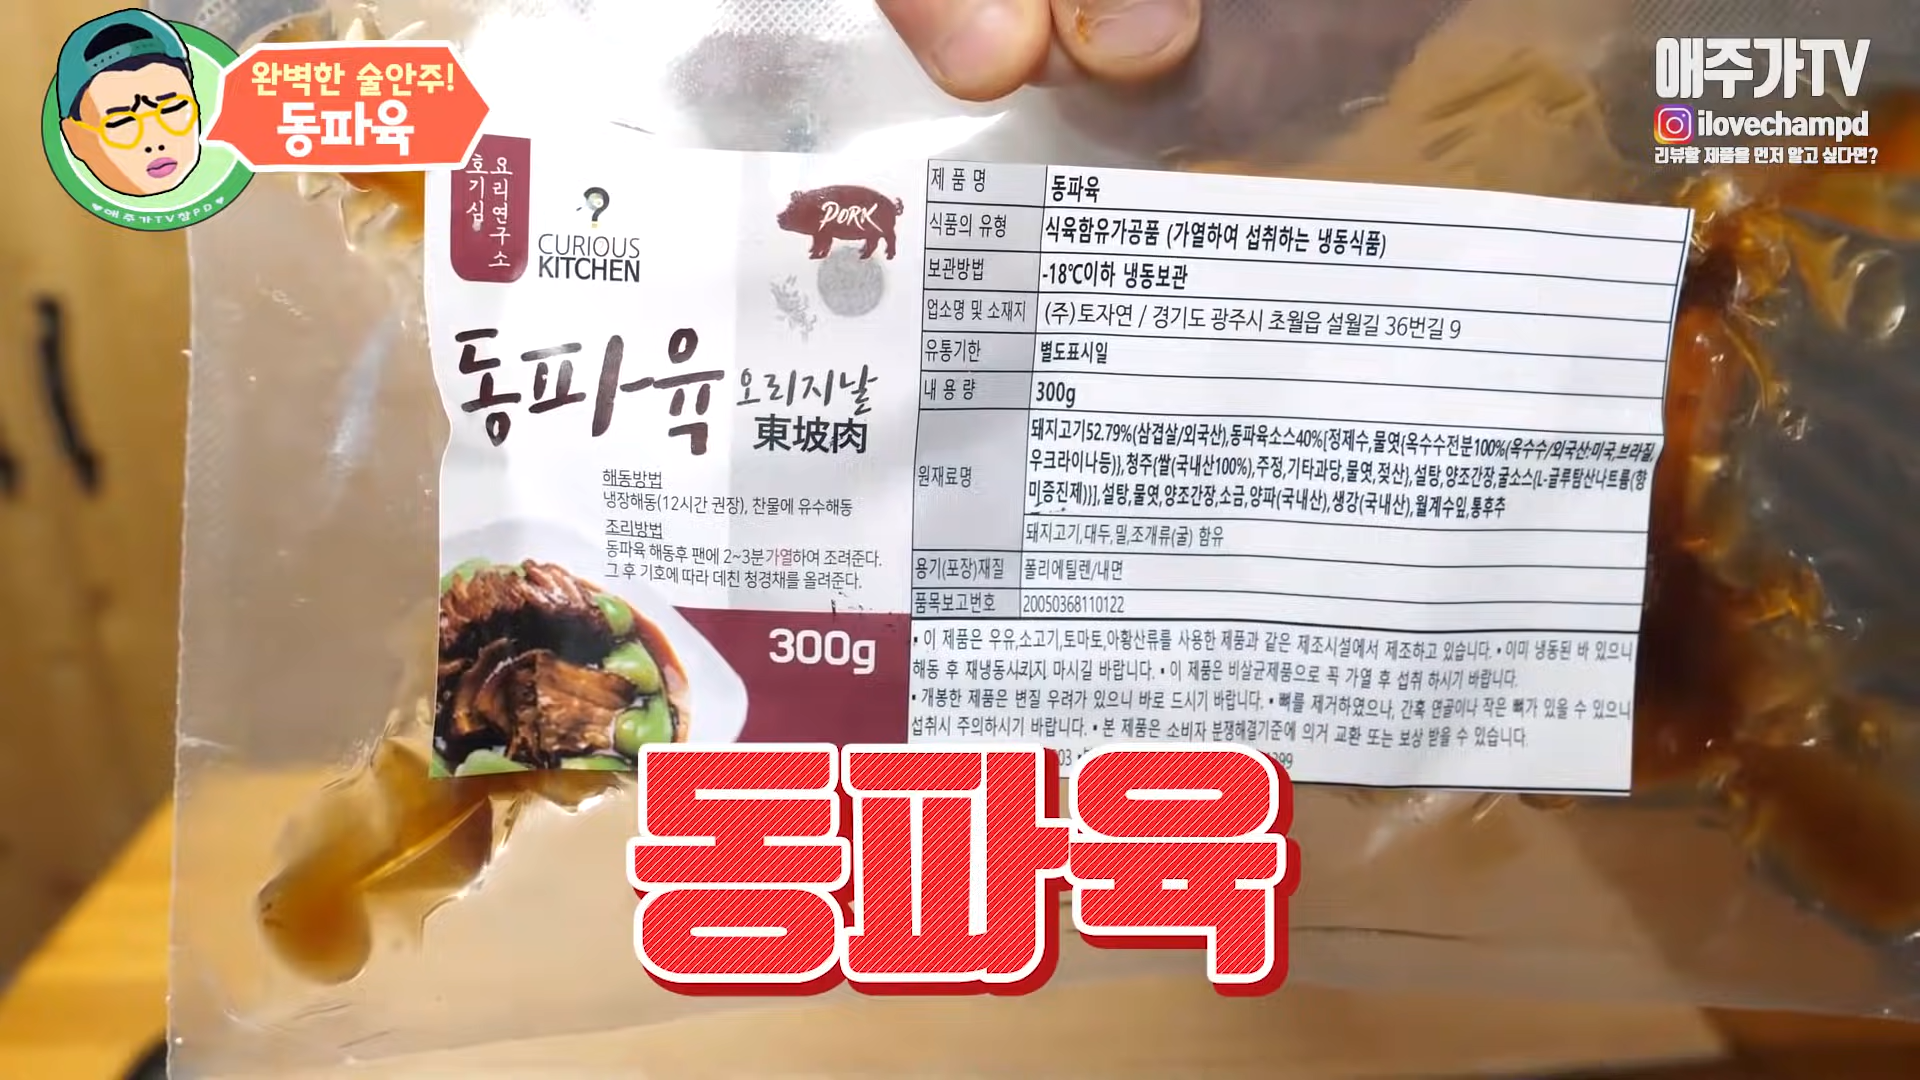 완벽한 술안주!
동파육
♥애주가TV참PD♥
애주가TV
ilovechampd
리뷰할 제품을 먼저 알고 싶다면?
호기심
요리연구소
CURIOUS
KITCHEN
PORK
동파육 오리지날
東坡肉
해동방법
냉장해동(12시간 권장), 찬물에 유수해동
조리방법
동파육 해동후 팬에 2~3분가열하여 조려준다.
그 후 기호에 따라 데친 청경채를 올려준다.
300g
제 품 명 동파육
식품의 유형 식육함유가공품 (가열하여 섭취하는 냉동식품)
보관방법 -18℃이하 냉동보관
업소명 및 소재지 (주)토자연 / 경기도 광주시 초월읍 설월길 36번길 9
유통기한 별도표시일
내 용 량 300g
원재료명
돼지고기52.79%(삼겹살/외국산),동파육소스40%[정제수,물엿{옥수수전분100%(옥수수/외국산:미국,브라질,
우크라이나등)},청주{쌀(국내산100%),주정,기타과당,물엿,젖산},설탕,양조간장,굴소스{L-글루탐산나트륨(향
미증진제)}],설탕,물엿,양조간장,소금,양파(국내산),생강(국내산),월계수잎,통후추
돼지고기,대두,밀,조개류(굴) 함유
용기(포장)재질 폴리에틸렌/내면
품목보고번호 20050368110122
• 이 제품은 우유,소고기,토마토,아황산류를 사용한 제품과 같은 제조시설에서 제조하고 있습니다. • 이미 냉동된 바 있으니
해동 후 재냉동시키지 마시길 바랍니다. • 이 제품은 비살균제품으로 꼭 가열 후 섭취 하시기 바랍니다.
• 개봉한 제품은 변질 우려가 있으니 바로 드시기 바랍니다. • 뼈를 제거하였으나, 간혹 연골이나 작은 뼈가 있을 수 있으니
섭취시 주의하시기 바랍니다. • 본 제품은 소비자 분쟁해결기준에 의거 교환 또는 보상 받을 수 있습니다.
동파육